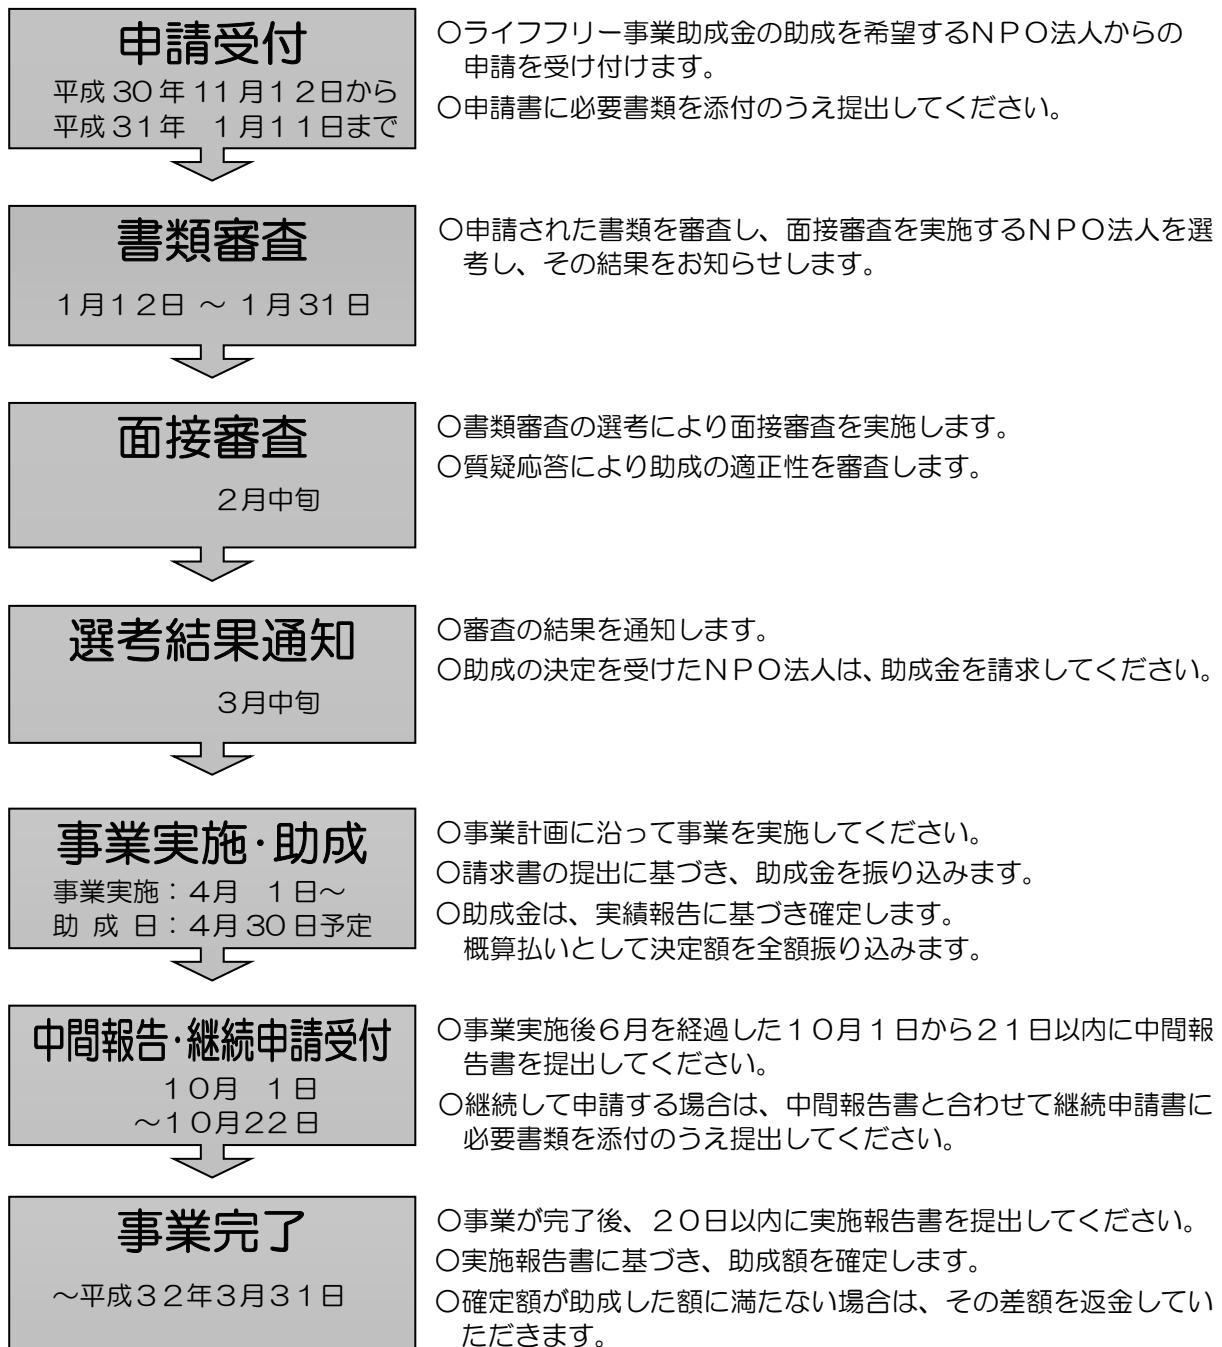 申請受付
平成30年11月12日から
平成31年　1月11日まで
〇ライフフリー事業助成金の助成を希望するＮＰＯ法人からの
申請を受け付けます。
〇申請書に必要書類を添付のうえ提出してください。
書類審査
1月12日 ～ 1月31日
〇申請された書類を審査し、面接審査を実施するＮＰＯ法人を選
考し、その結果をお知らせします。
面接審査
2月中旬
〇書類審査の選考により面接審査を実施します。
〇質疑応答により助成の適正性を審査します。
選考結果通知
3月中旬
〇審査の結果を通知します。
〇助成の決定を受けたＮＰＯ法人は、助成金を請求してください。
事業実施・助成
事業実施：4月　1日～
助 成 日：4月30日予定
〇事業計画に沿って事業を実施してください。
〇請求書の提出に基づき、助成金を振り込みます。
〇助成金は、実績報告に基づき確定します。
概算払いとして決定額を全額振り込みます。
中間報告・継続申請受付
10月　1日
～10月22日
〇事業実施後6月を経過した10月1日から21日以内に中間報
告書を提出してください。
〇継続して申請する場合は、中間報告書と合わせて継続申請書に
必要書類を添付のうえ提出してください。
事業完了
～平成32年3月31日
〇事業が完了後、20日以内に実施報告書を提出してください。
〇実施報告書に基づき、助成額を確定します。
〇確定額が助成した額に満たない場合は、その差額を返金してい
ただきます。